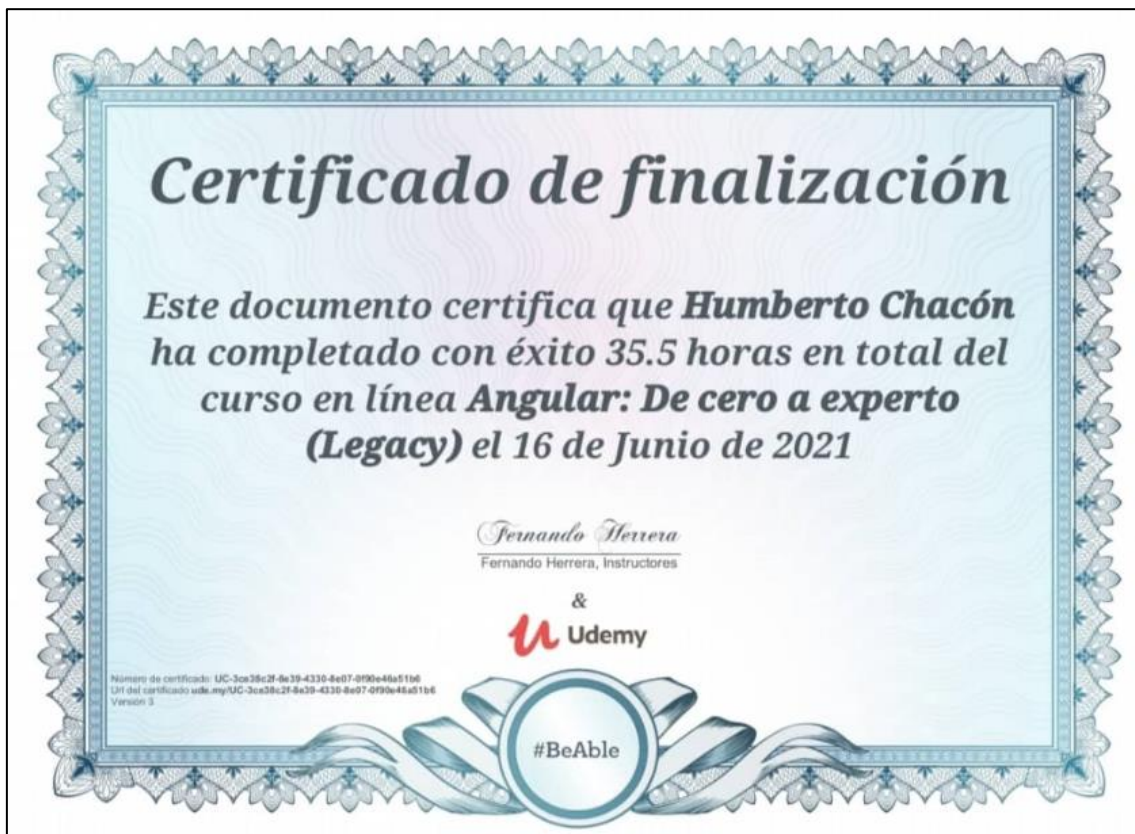 Certificado de finalización
Este documento certifica que Humberto Chacón
ha completado con éxito 35.5 horas en total del
curso en línea Angular: De cero a experto
(Legacy) el 16 de Junio de 2021
Fernando Herrera
Fernando Herrera, Instructores
&
Udemy
Número de certificado: UC-3ce38c2f-8e39-4330-8e07-0f90e46a51b6
Url del certificado ude.my/UC-3ce38c2f-8e39-4330-8e07-0f90e46a51b6
Versión 3
#BeAble